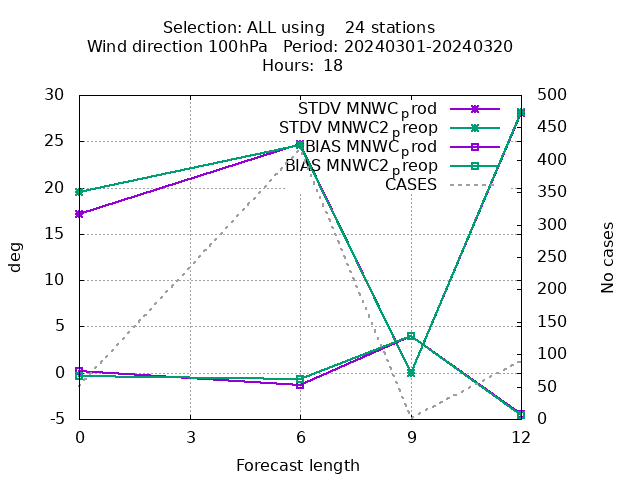 Selection: ALL using    24 stations
Wind direction 100hPa   Period: 20240301-20240320
Hours: 18
STDV MNWC_prod
STDV MNWC2_preop
BIAS MNWC_prod
BIAS MNWC2_preop
CASES
30
25
20
15
10
5
0
-5
deg
500
450
400
350
300
250
200
150
100
50
0
No cases
0 3 6 9 12
Forecast length